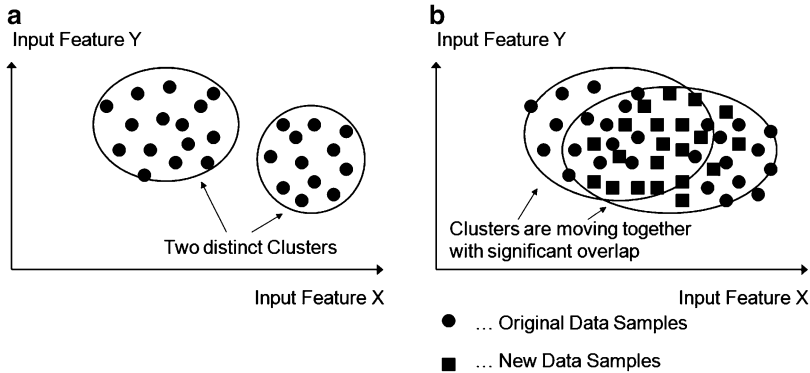 a
Input Feature Y
Two distinct Clusters
Input Feature X
b
Input Feature Y
Clusters are moving together
with significant overlap
Input Feature X
… Original Data Samples
… New Data Samples